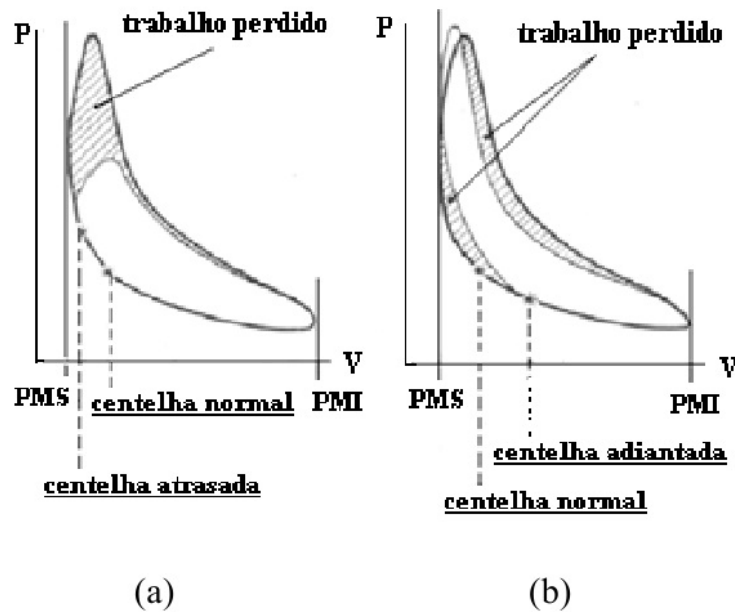 P
trabalho perdido
V
PMS
centelha normal
PMI
centelha atrasada
(a)
P
trabalho perdido
V
PMS
PMI
centelha adiantada
centelha normal
(b)